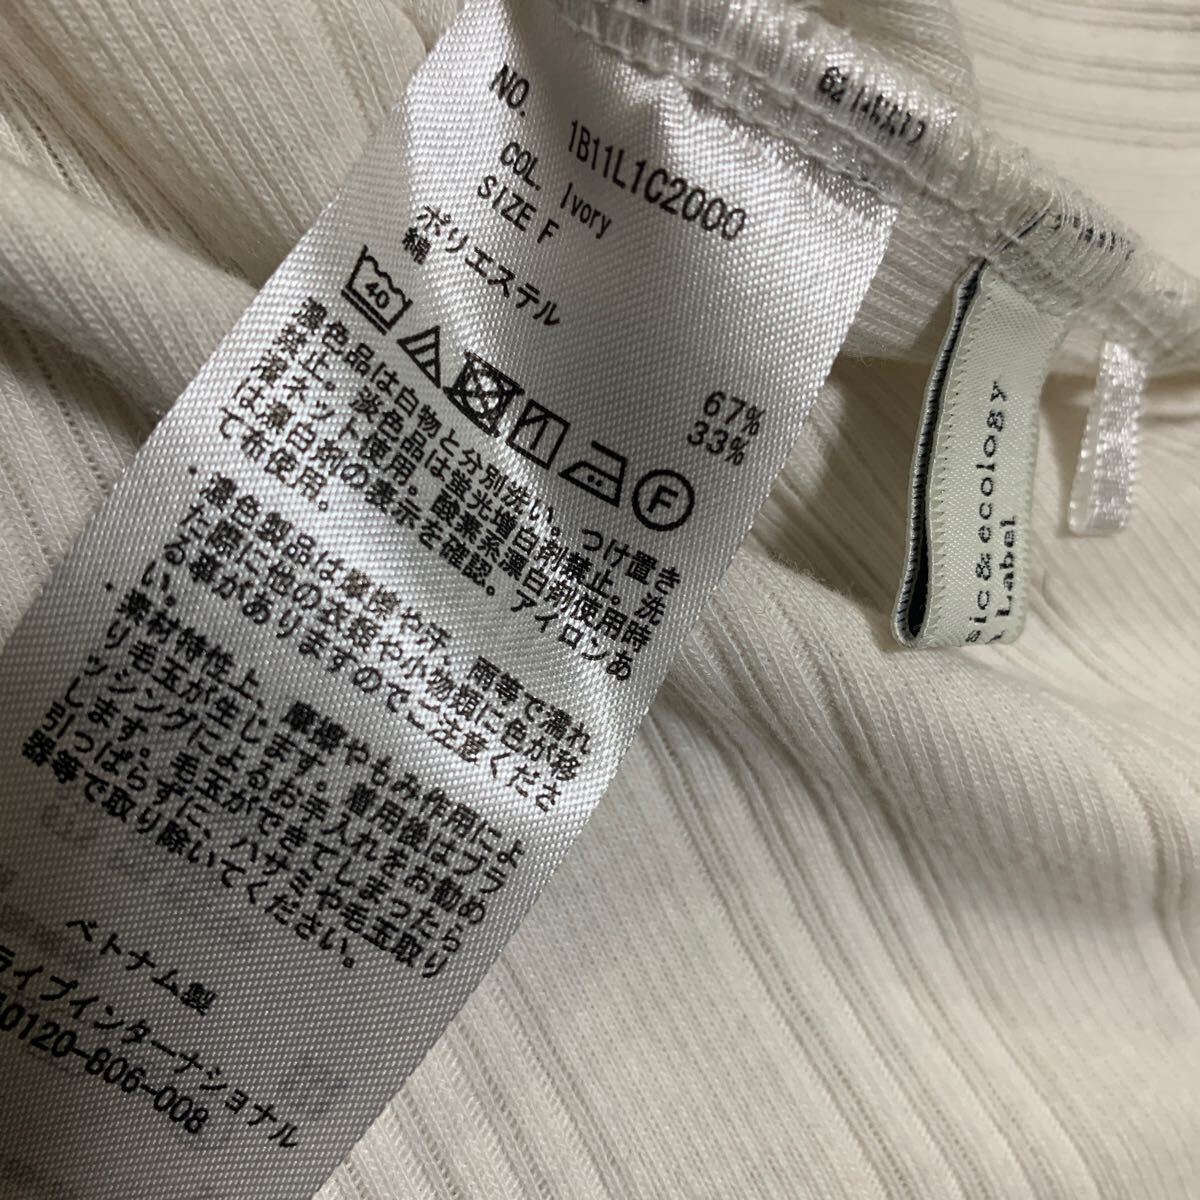 NO. 1B11L1C2000
COL. Ivory
SIZE F
ポリエステル 67%
綿 33%
40
F
濃色品は白物と分別洗い。つけ置き
禁止。淡色品は蛍光増白剤禁止。洗
濯ネット使用。酸素系漂白剤使用時
は漂白剤の表示を確認。アイロンあ
て布使用。
・濃色製品は摩擦や汗、雨等で濡れ
た際に他の衣類や小物類に色が移
る事がありますのでご注意くださ
い。
・素材特性上、摩擦やもみ作用によ
り毛玉が生じます。着用後はブラ
ッシングによるお手入れをお勧め
します。毛玉ができてしまったら
引っぱらずに、ハサミや毛玉取り
器等で取り除いてください。
ベトナム製
ライプインターナショナル
0120-806-008
sic&ecology
Label